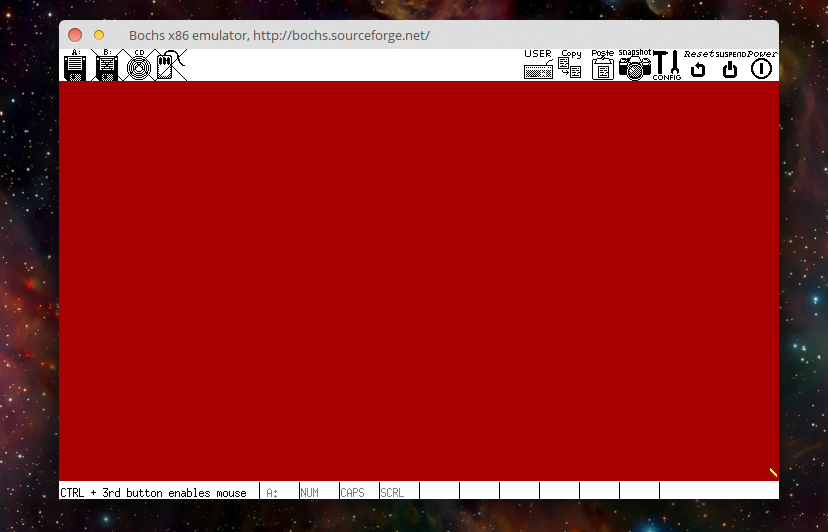 Bochs x86 emulator, http://bochs.sourceforge.net/
A: B: CD USER Copy Paste snapshot CONFIG Reset SUSPEND Power
\
CTRL + 3rd button enables mouse A: NUM CAPS SCRL